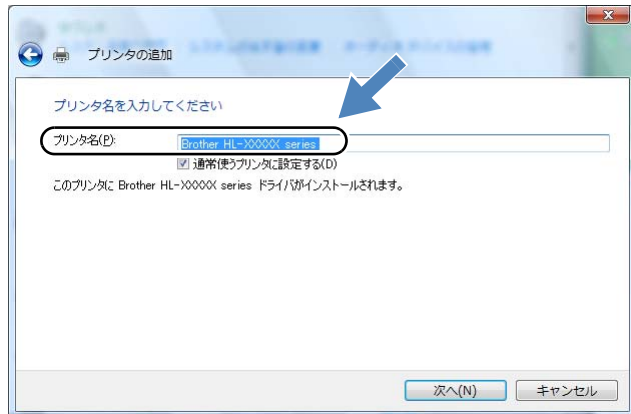 プリンタの追加
プリンタ名を入力してください
プリンタ名(P): Brother HL-XXXXX series
通常使うプリンタに設定する(D)
このプリンタに Brother HL-XXXXX series ドライバがインストールされます。
次へ(N) キャンセル